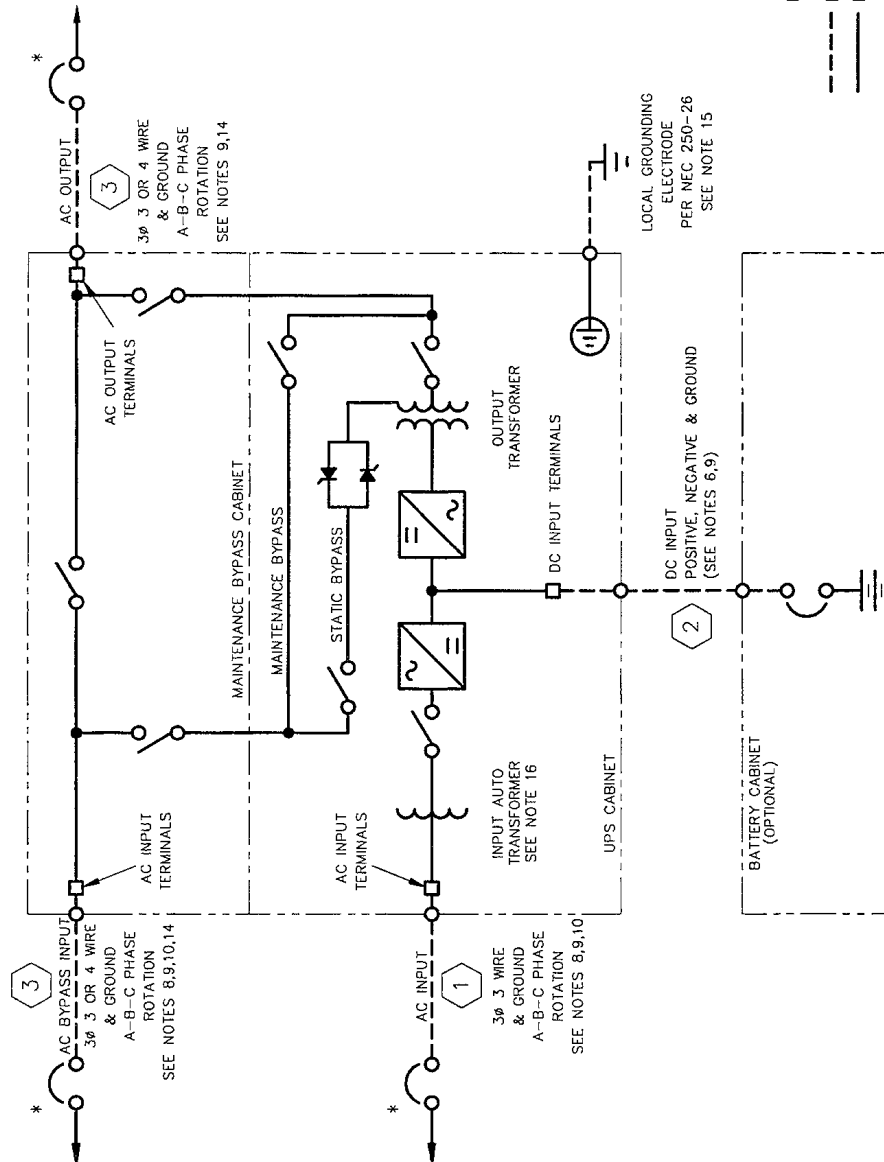 *
AC OUTPUT
3
3ø 3 OR 4 WIRE
& GROUND
A-B-C PHASE
ROTATION
SEE NOTES 9,14
AC OUTPUT
TERMINALS
MAINTENANCE BYPASS CABINET
MAINTENANCE BYPASS
STATIC BYPASS
OUTPUT
TRANSFORMER
LOCAL GROUNDING
ELECTRODE
PER NEC 250-26
SEE NOTE 15
DC INPUT TERMINALS
DC INPUT
POSITIVE, NEGATIVE & GROUND
(SEE NOTES 6,9)
2
AC INPUT
TERMINALS
3
AC BYPASS INPUT
3ø 3 OR 4 WIRE
& GROUND
A-B-C PHASE
ROTATION
SEE NOTES 8,9,10,14
*
AC INPUT
TERMINALS
INPUT AUTO
TRANSFORMER
SEE NOTE 16
UPS CABINET
BATTERY CABINET
(OPTIONAL)
AC INPUT
1
3ø 3 WIRE
& GROUND
A-B-C PHASE
ROTATION
SEE NOTES 8,9,10
*